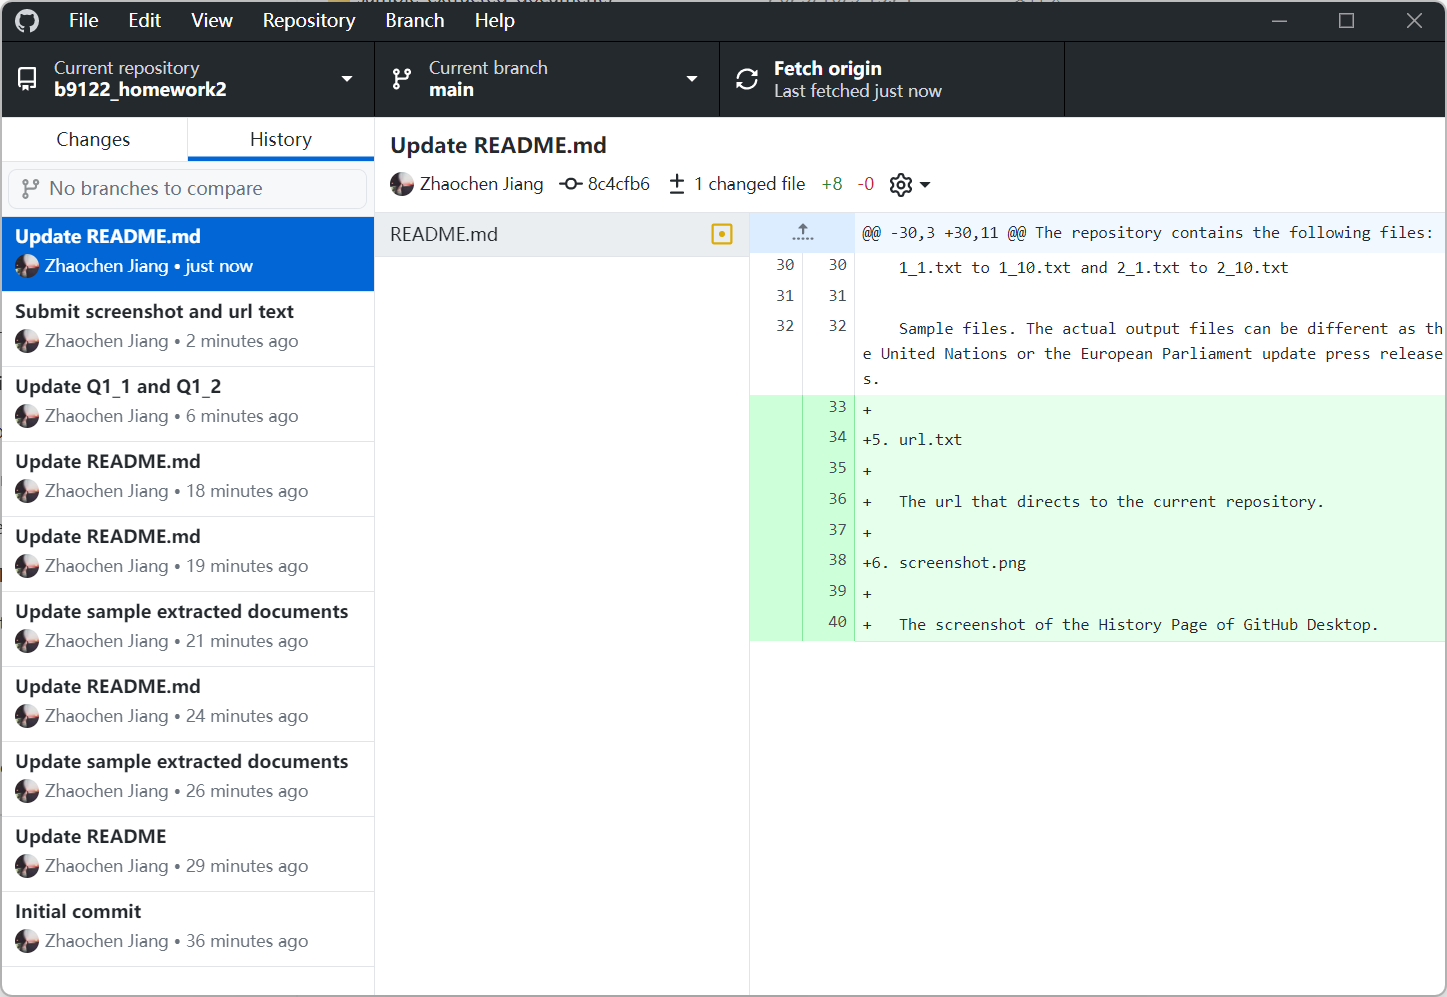 File Edit View Repository Branch Help
Current repository
b9122_homework2
Current branch
main
Fetch origin
Last fetched just now
Changes
History
No branches to compare
Update README.md
Zhaochen Jiang • just now
Submit screenshot and url text
Zhaochen Jiang • 2 minutes ago
Update Q1_1 and Q1_2
Zhaochen Jiang • 6 minutes ago
Update README.md
Zhaochen Jiang • 18 minutes ago
Update README.md
Zhaochen Jiang • 19 minutes ago
Update sample extracted documents
Zhaochen Jiang • 21 minutes ago
Update README.md
Zhaochen Jiang • 24 minutes ago
Update sample extracted documents
Zhaochen Jiang • 26 minutes ago
Update README
Zhaochen Jiang • 29 minutes ago
Initial commit
Zhaochen Jiang • 36 minutes ago
Update README.md
Zhaochen Jiang 8c4cfb6 ± 1 changed file +8 -0
README.md
@@ -30,3 +30,11 @@ The repository contains the following files:
30 30 1_1.txt to 1_10.txt and 2_1.txt to 2_10.txt
31 31
32 32 Sample files. The actual output files can be different as th
e United Nations or the European Parliament update press release
s.
33 +
34 +5. url.txt
35 +
36 + The url that directs to the current repository.
37 +
38 +6. screenshot.png
39 +
40 + The screenshot of the History Page of GitHub Desktop.